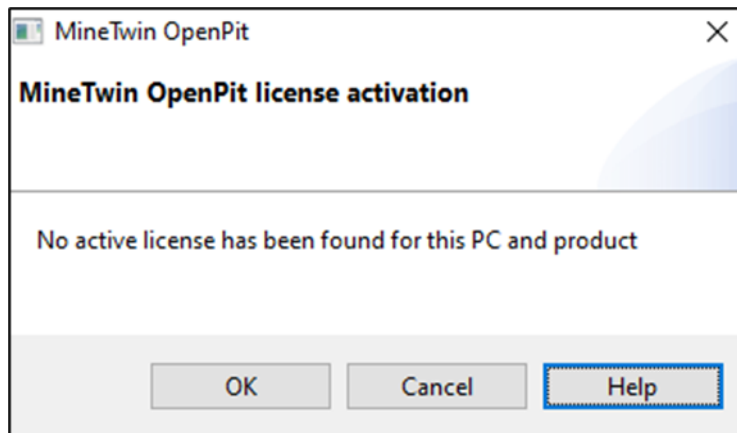 MineTwin OpenPit
MineTwin OpenPit license activation
No active license has been found for this PC and product
OK
Cancel
Help